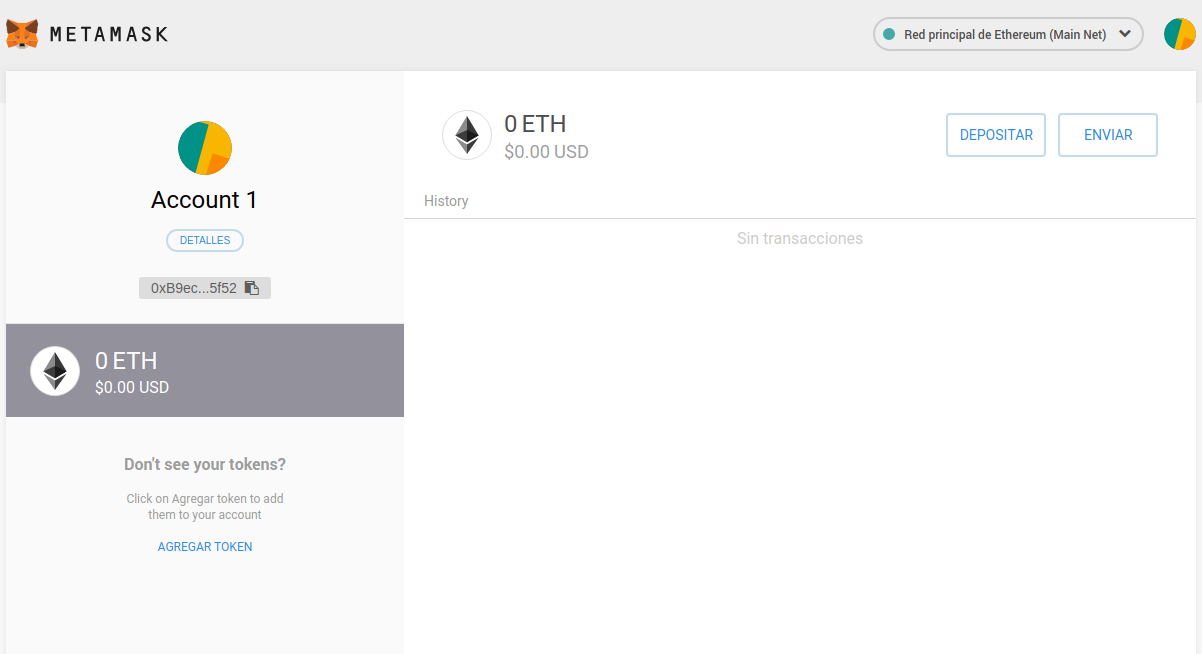 METAMASK
Red principal de Ethereum (Main Net)
Account 1
DETALLES
0xB9ec...5f52
0 ETH
$0.00 USD
Don't see your tokens?
Click on Agregar token to add
them to your account
AGREGAR TOKEN
0 ETH
$0.00 USD
DEPOSITAR
ENVIAR
History
Sin transacciones